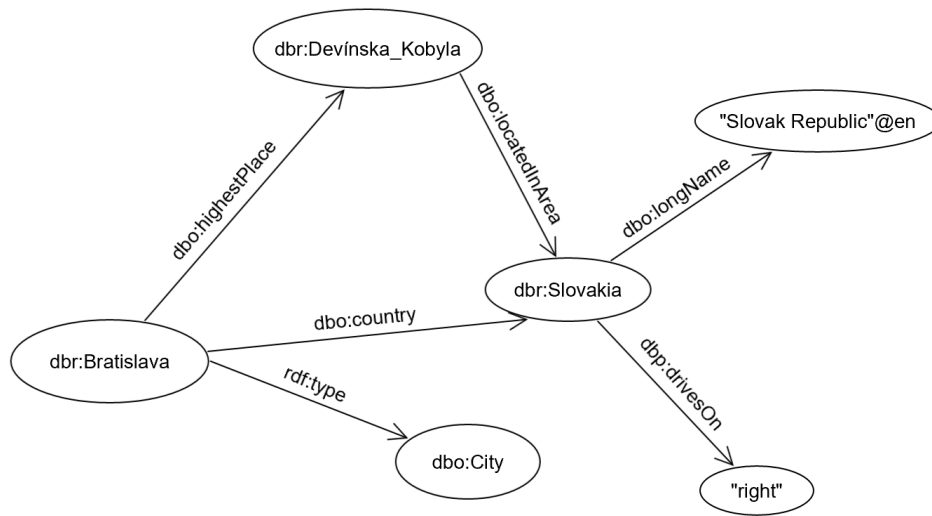 dbr:Devínska_Kobyla
dbo:locatedInArea
"Slovak Republic"@en
dbo:highestPlace
dbo:longName
dbr:Slovakia
dbo:country
dbr:Bratislava
rdf:type
dbp:drivesOn
dbo:City
"right"